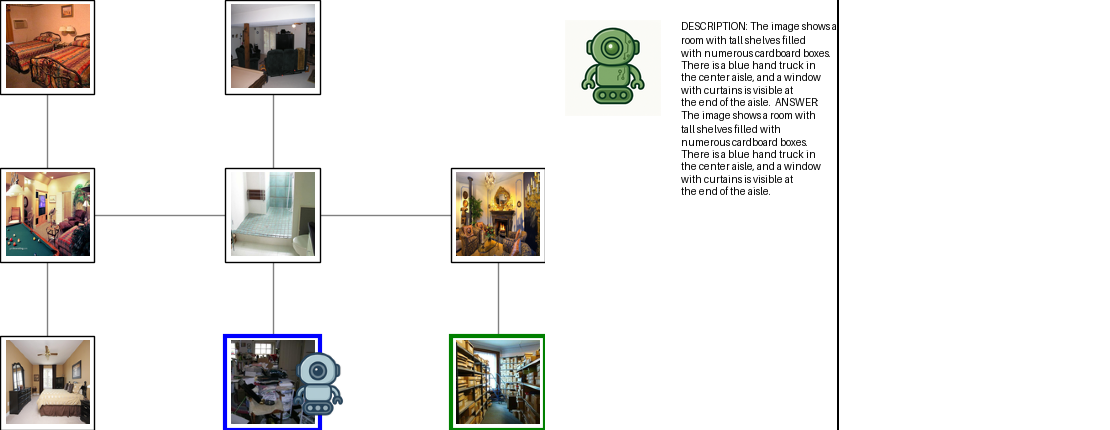 DESCRIPTION: The image shows a
room with tall shelves filled
with numerous cardboard boxes.
There is a blue hand truck in
the center aisle, and a window
with curtains is visible at
the end of the aisle. ANSWER
The image shows a room with
tall shelves filled with
numerous cardboard boxes.
There is a blue hand truck in
the center aisle, and a window
with curtains is visible at
the end of the aisle.